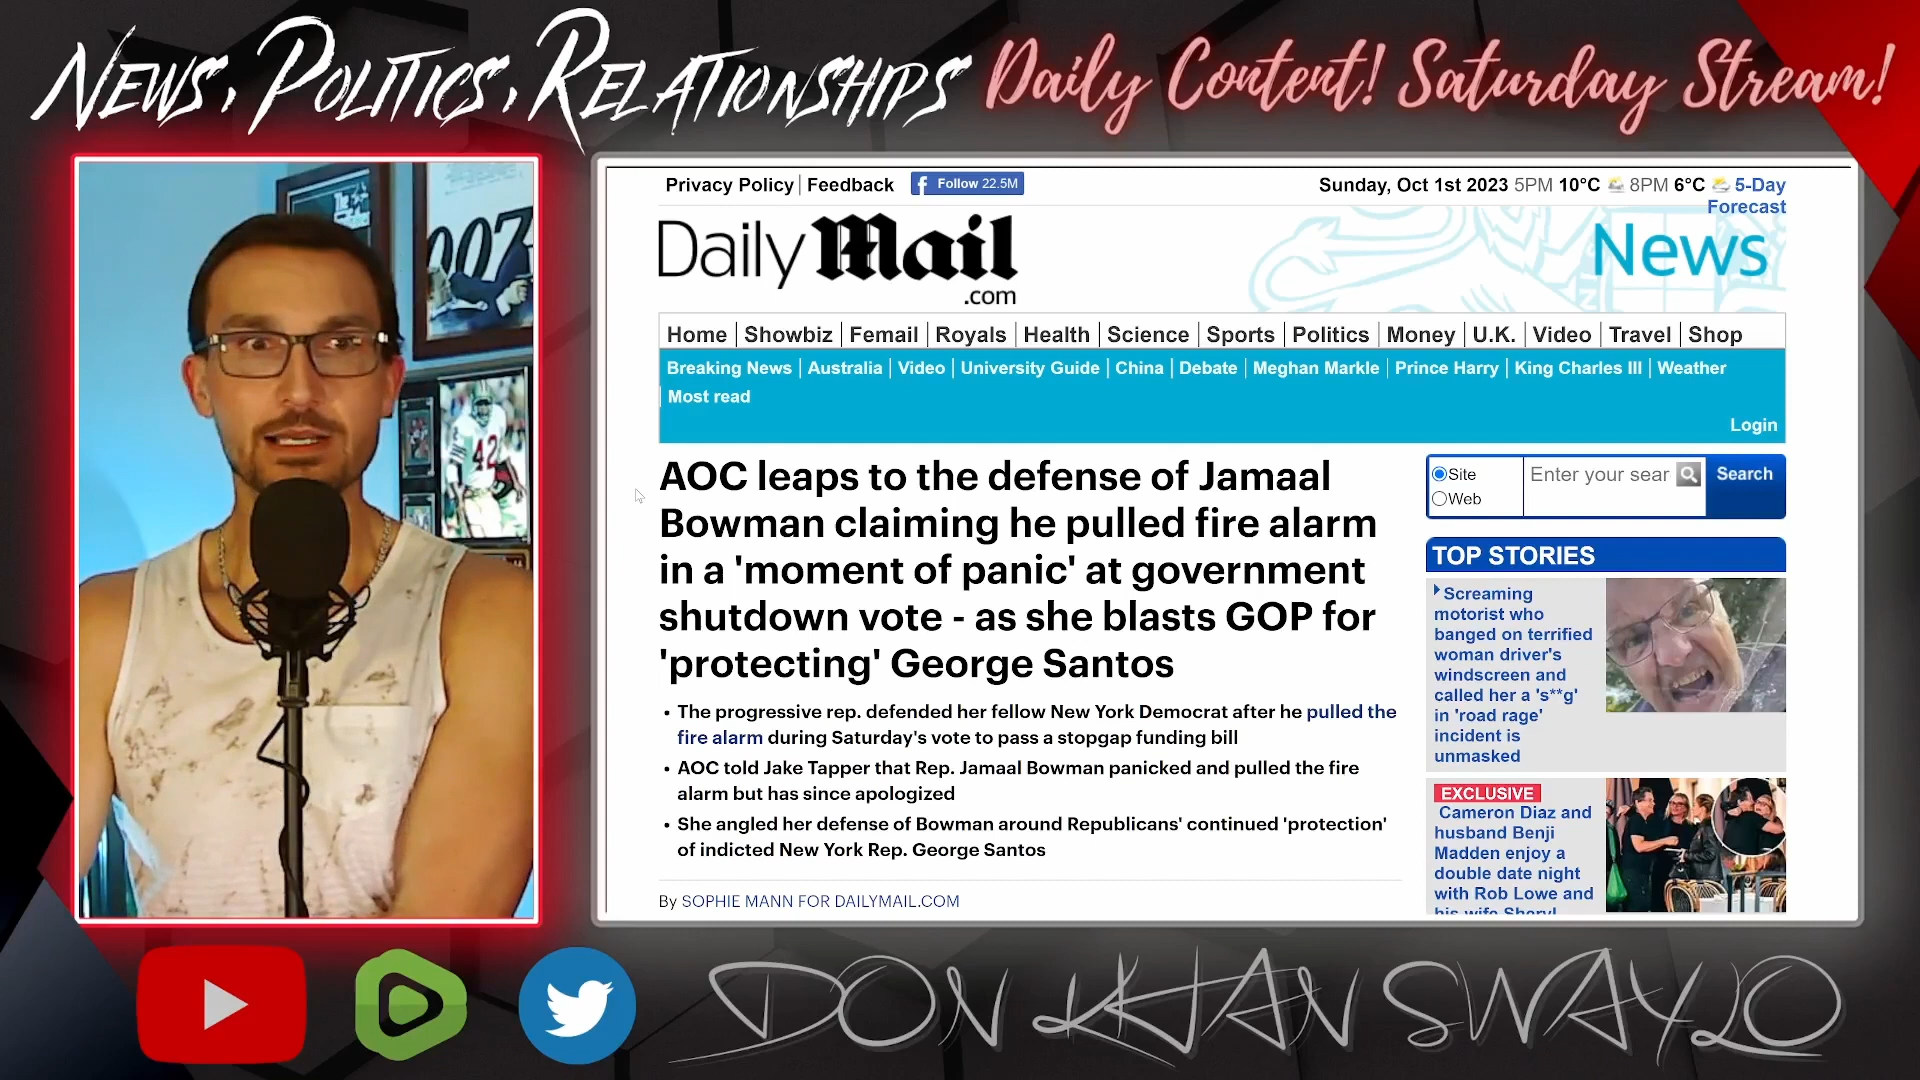 NEWS, POLITICS, RELATIONSHIPS Daily Content! Saturday Stream!
007
42
Privacy Policy | Feedback
Follow 22.5M
Sunday, Oct 1st 2023 5PM 10°C 8PM 6°C 5-Day
Forecast
Daily Mail
.com
News
Home | Showbiz | Femail | Royals | Health | Science | Sports | Politics | Money | U.K. | Video | Travel | Shop
Breaking News | Australia | Video | University Guide | China | Debate | Meghan Markle | Prince Harry | King Charles III | Weather
| Most read
Login
AOC leaps to the defense of Jamaal
Bowman claiming he pulled fire alarm
in a 'moment of panic' at government
shutdown vote - as she blasts GOP for
'protecting' George Santos
• The progressive rep. defended her fellow New York Democrat after he pulled the
fire alarm during Saturday's vote to pass a stopgap funding bill
• AOC told Jake Tapper that Rep. Jamaal Bowman panicked and pulled the fire
alarm but has since apologized
• She angled her defense of Bowman around Republicans' continued 'protection'
of indicted New York Rep. George Santos
By SOPHIE MANN FOR DAILYMAIL.COM
Site
Web
Enter your sear
Search
TOP STORIES
Screaming
motorist who
banged on terrified
woman driver's
windscreen and
called her a 's**g'
in 'road rage'
incident is
unmasked
EXCLUSIVE
Cameron Diaz and
husband Benji
Madden enjoy a
double date night
with Rob Lowe and
his wife Sheryl
DON KHAN SWAYLO